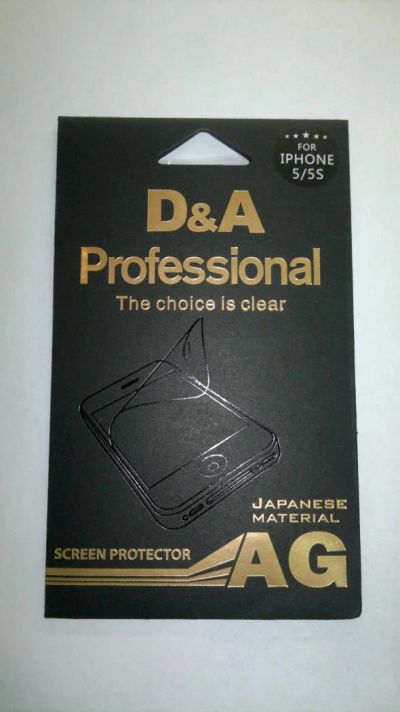 FOR
IPHONE
5/5S
D&A
Professional
The choice is clear
JAPANESE
MATERIAL
SCREEN PROTECTOR
AG